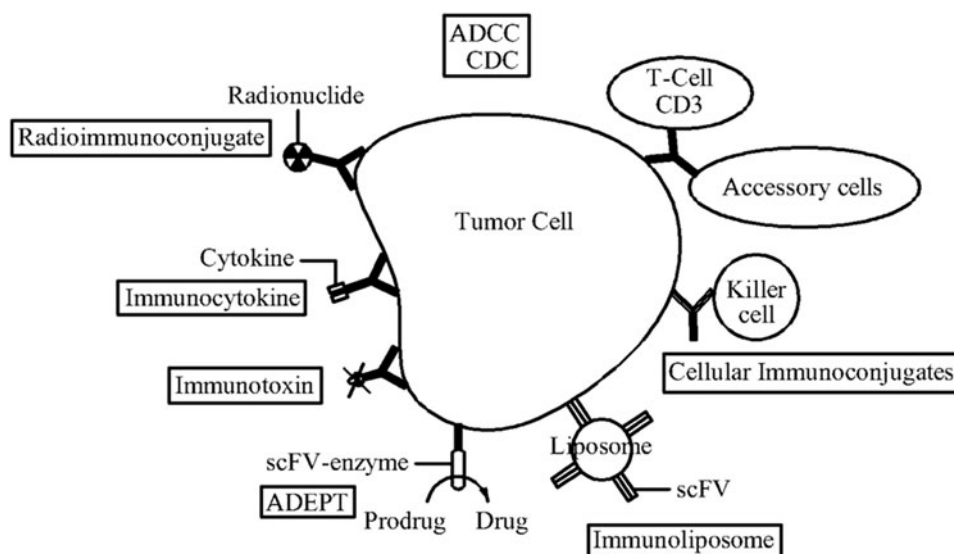 ADCC
CDC
T-Cell
CD3
Accessory cells
Radionuclide
Radioimmunoconjugate
Tumor Cell
Cytokine
Immunocytokine
Killer
cell
Cellular Immunoconjugates
Immunotoxin
scFV-enzyme
ADEPT
Prodrug
Drug
Liposome
scFV
Immunoliposome